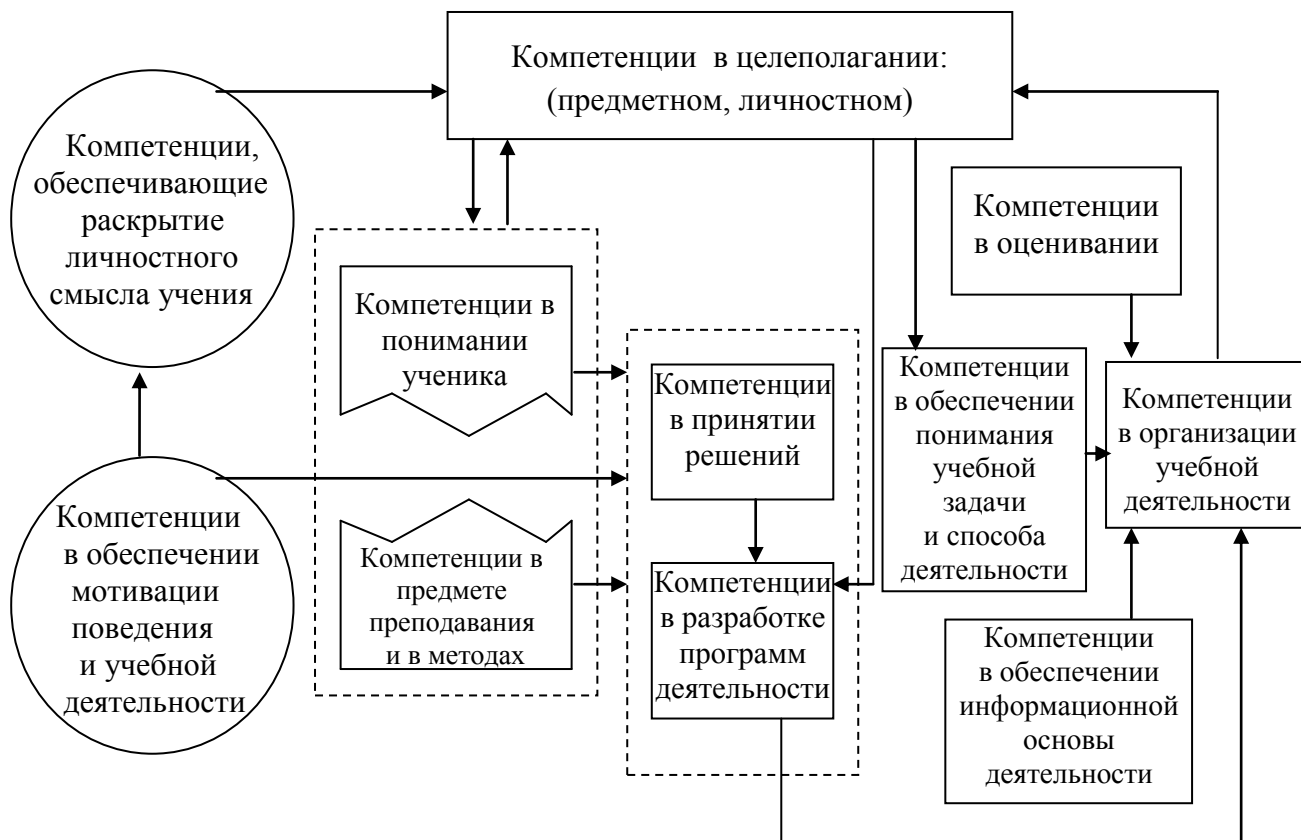 Компетенции в целеполагании:
(предметном, личностном)
Компетенции,
обеспечивающие
раскрытие
личностного
смысла учения
Компетенции
в оценивании
Компетенции в
понимании
ученика
Компетенции
в принятии
решений
Компетенции
в обеспечении
понимания
учебной
задачи
и способа
деятельности
Компетенции
в организации
учебной
деятельности
Компетенции
в обеспечении
мотивации
поведения
и учебной
деятельности
Компетенции в
предмете
преподавания
и в методах
Компетенции
в разработке
программ
деятельности
Компетенции
в обеспечении
информационной
основы
деятельности